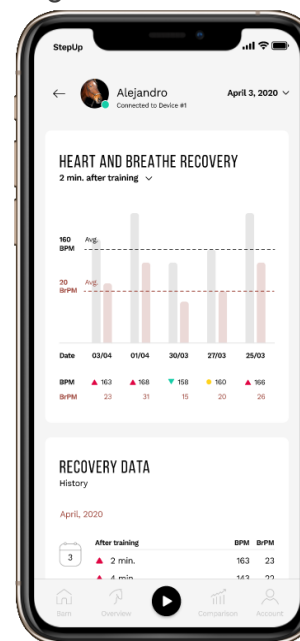 StepUp
Alejandro
Connected to Device #1
April 3, 2020
HEART AND BREATHE RECOVERY
2 min. after training
160 Avg.
BPM
20 Avg.
BrPM
Date 03/04 01/04 30/03 27/03 25/03
BPM 163 168 158 160 166
BrPM 23 31 15 20 26
RECOVERY DATA
History
April, 2020
After training BPM BrPM
3 2 min. 163 23
4 min. 143 22
Barn Overview Comparison Account